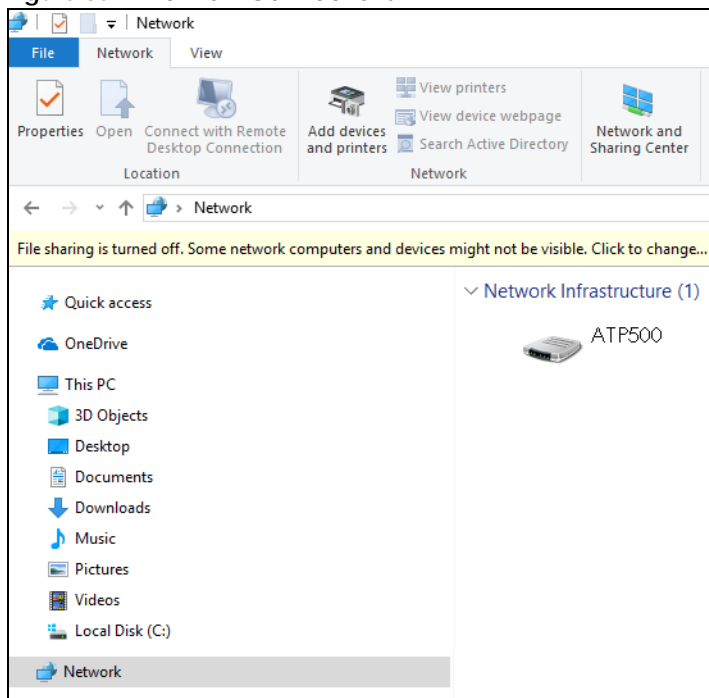 Network
File Network View
Properties Open Connect with Remote Desktop Connection Add devices and printers View printers
View device webpage
Search Active Directory Network and Sharing Center
Location Network
Network
File sharing is turned off. Some network computers and devices might not be visible. Click to change...
Quick access
OneDrive
This PC
3D Objects
Desktop
Documents
Downloads
Music
Pictures
Videos
Local Disk (C:)
Network
Network Infrastructure (1)
ATP500